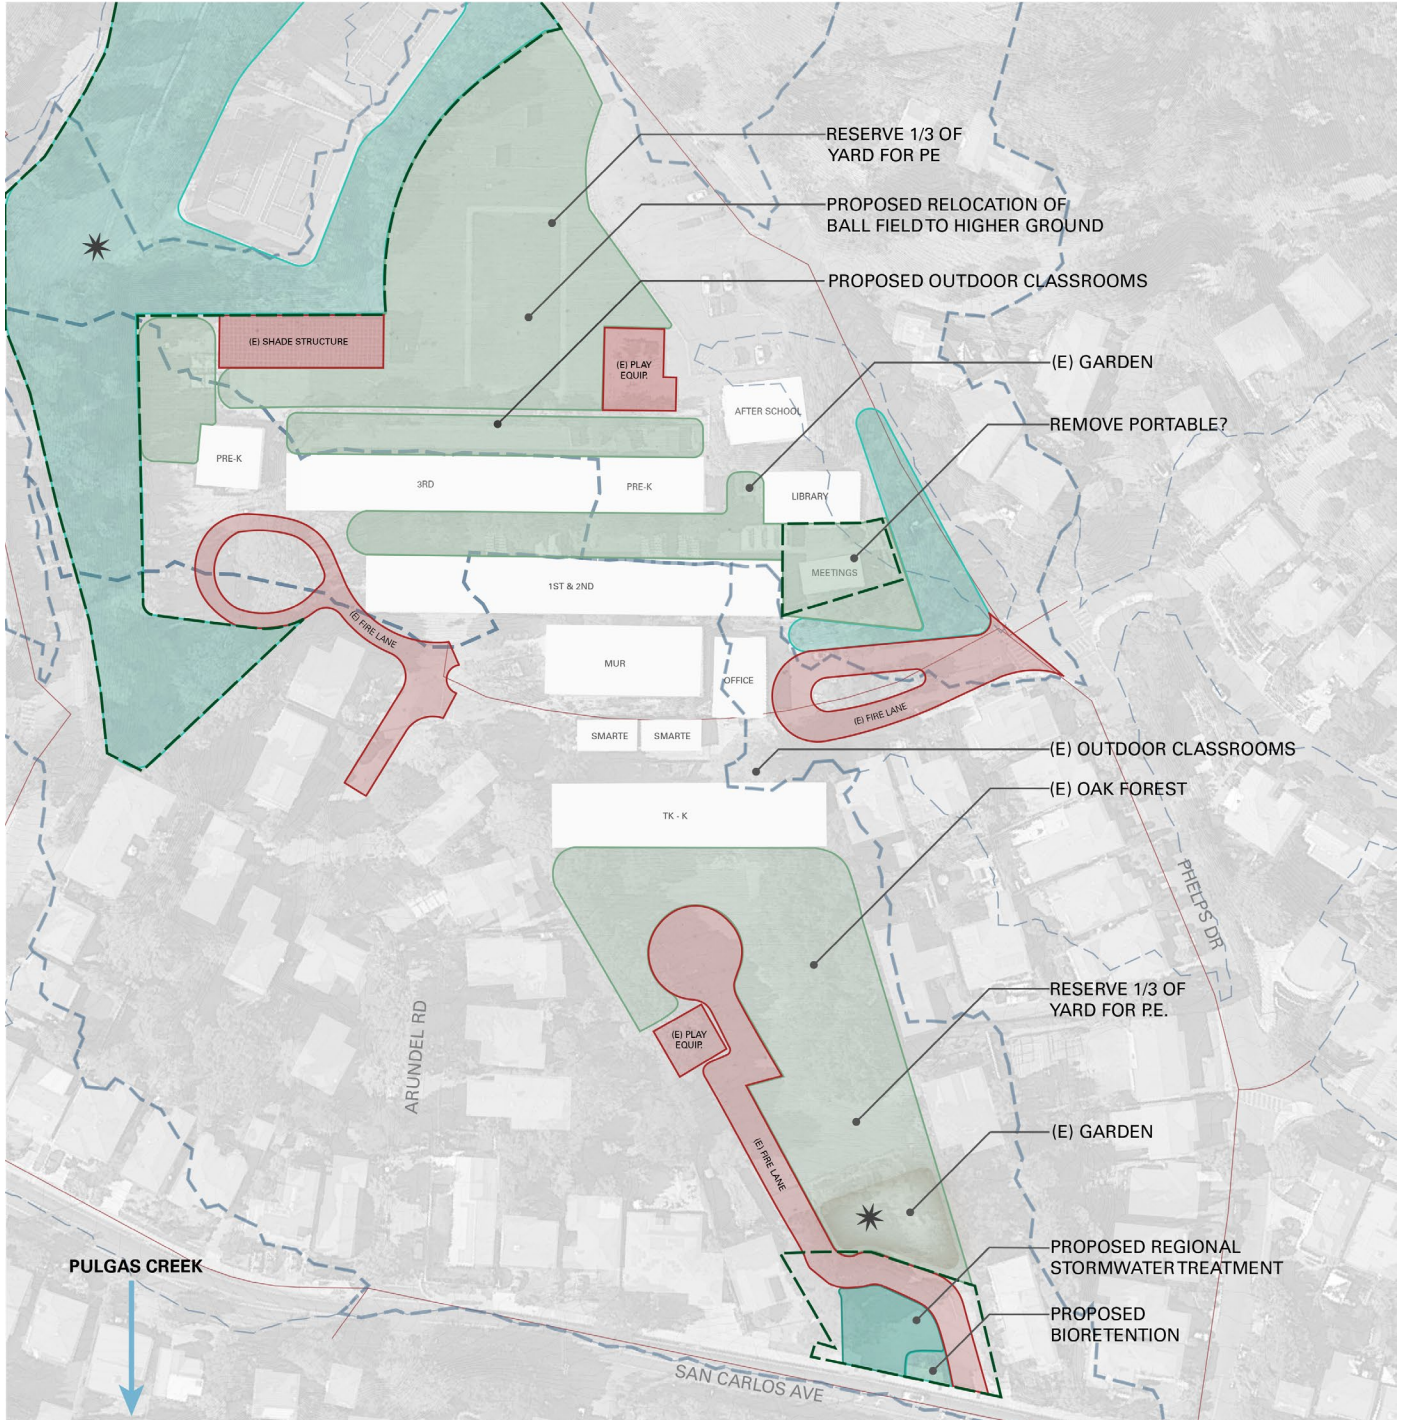 RESERVE 1/3 OF
YARD FOR PE
PROPOSED RELOCATION OF
BALL FIELD TO HIGHER GROUND
PROPOSED OUTDOOR CLASSROOMS
(E) SHADE STRUCTURE
(E) PLAY
EQUIP.
(E) GARDEN
AFTER SCHOOL
REMOVE PORTABLE?
PRE-K
3RD
PRE-K
LIBRARY
MEETINGS
1ST & 2ND
(E) FIRE LANE
MUR
OFFICE
(E) FIRE LANE
SMARTE
SMARTE
(E) OUTDOOR CLASSROOMS
(E) OAK FOREST
TK - K
PHELPS DR
RESERVE 1/3 OF
YARD FOR P.E.
(E) PLAY
EQUIP.
ARUNDEL RD
(E) GARDEN
(E) FIRE LANE
PROPOSED REGIONAL
STORMWATER TREATMENT
PULGAS CREEK
PROPOSED
BIORETENTION
SAN CARLOS AVE